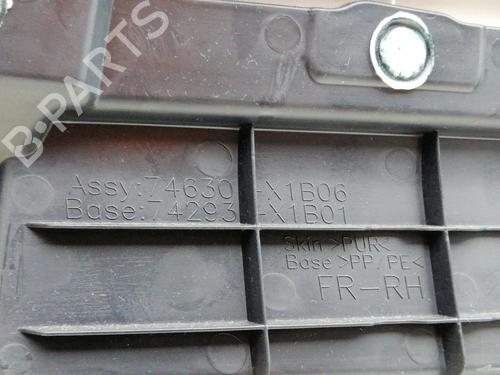 B-PARTS
Assy:74630-X1B06
Base:74293-X1B01
Skin >PUR<
Base >PP/PE<
FR-RH